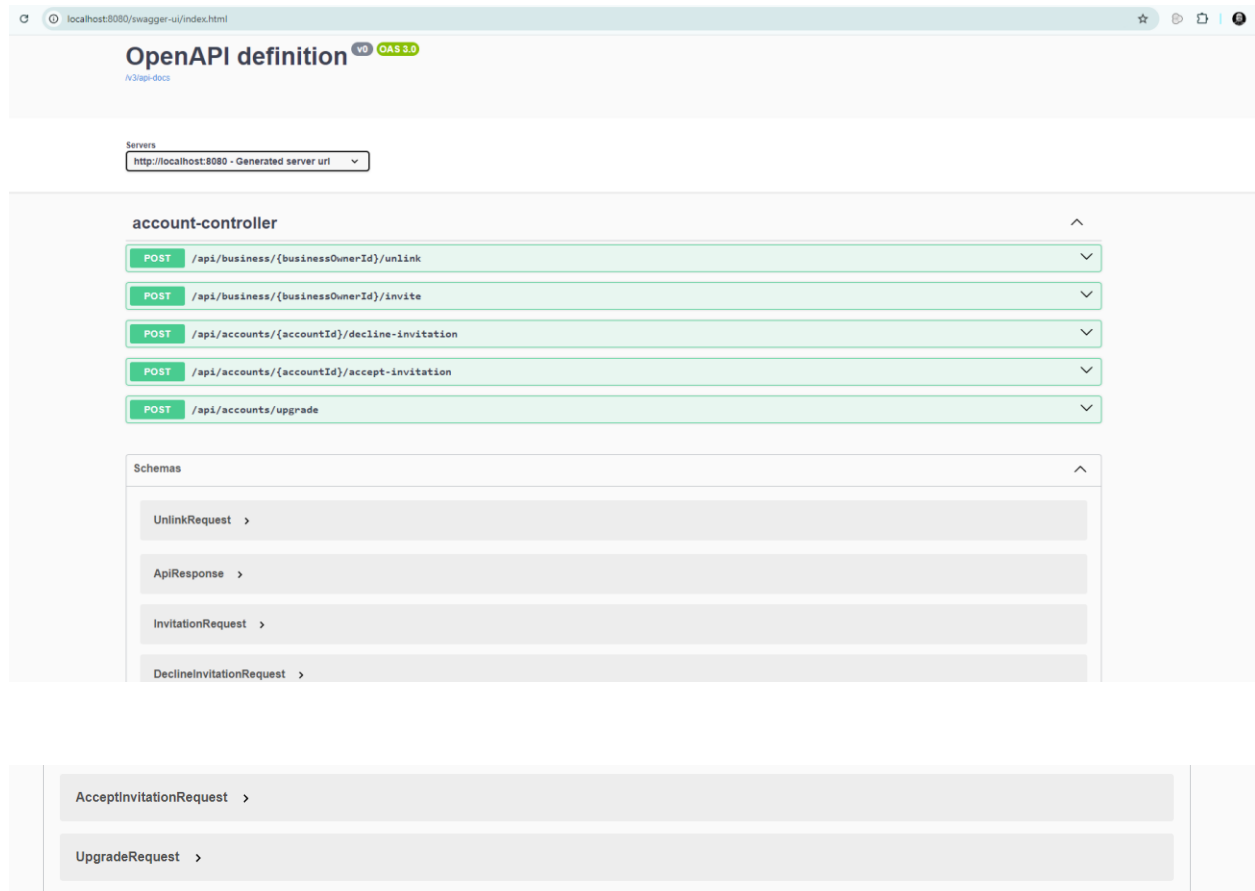 localhost:8080/swagger-ui/index.html
OpenAPI definition v0 OAS 3.0
/v3/api-docs
Servers
http://localhost:8080 - Generated server url
account-controller
POST /api/business/{businessOwnerId}/unlink
POST /api/business/{businessOwnerId}/invite
POST /api/accounts/{accountId}/decline-invitation
POST /api/accounts/{accountId}/accept-invitation
POST /api/accounts/upgrade
Schemas
UnlinkRequest
ApiResponse
InvitationRequest
DeclineInvitationRequest
AcceptInvitationRequest
UpgradeRequest